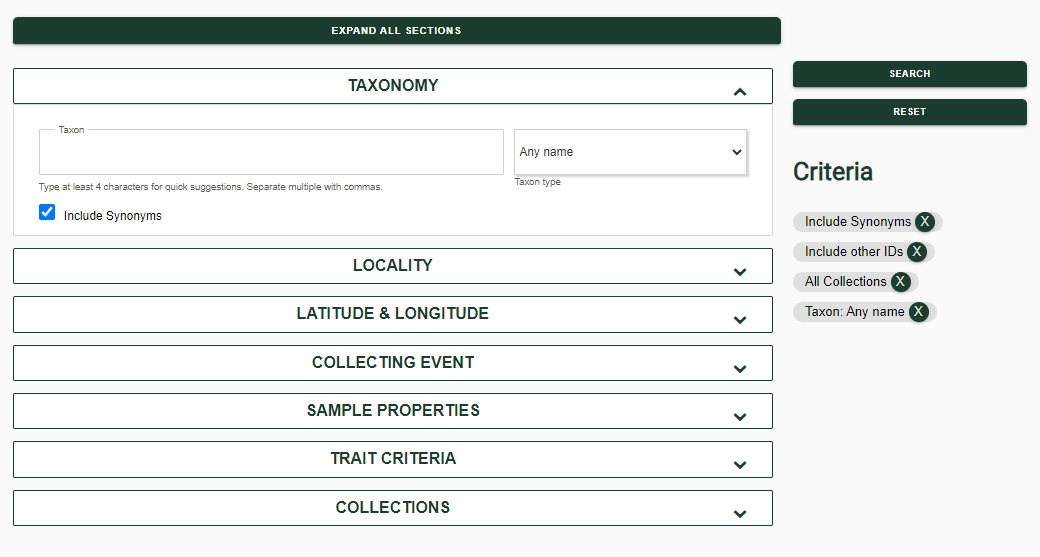 EXPAND ALL SECTIONS
TAXONOMY
Taxon
Any name
Type at least 4 characters for quick suggestions. Separate multiple with commas.
Taxon type
Include Synonyms
LOCALITY
LATITUDE & LONGITUDE
COLLECTING EVENT
SAMPLE PROPERTIES
TRAIT CRITERIA
COLLECTIONS
SEARCH
RESET
Criteria
Include Synonyms X
Include other IDs X
All Collections X
Taxon: Any name X